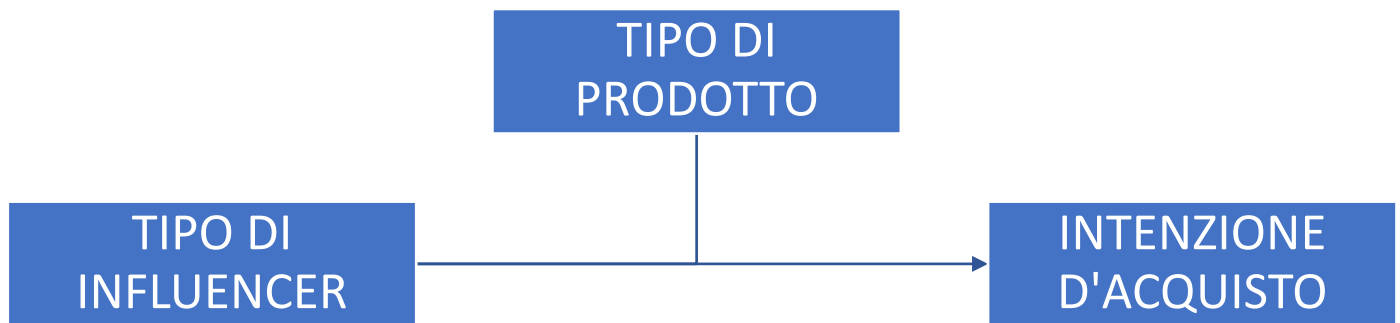 TIPO DI
PRODOTTO
TIPO DI
INFLUENCER
INTENZIONE
D'ACQUISTO